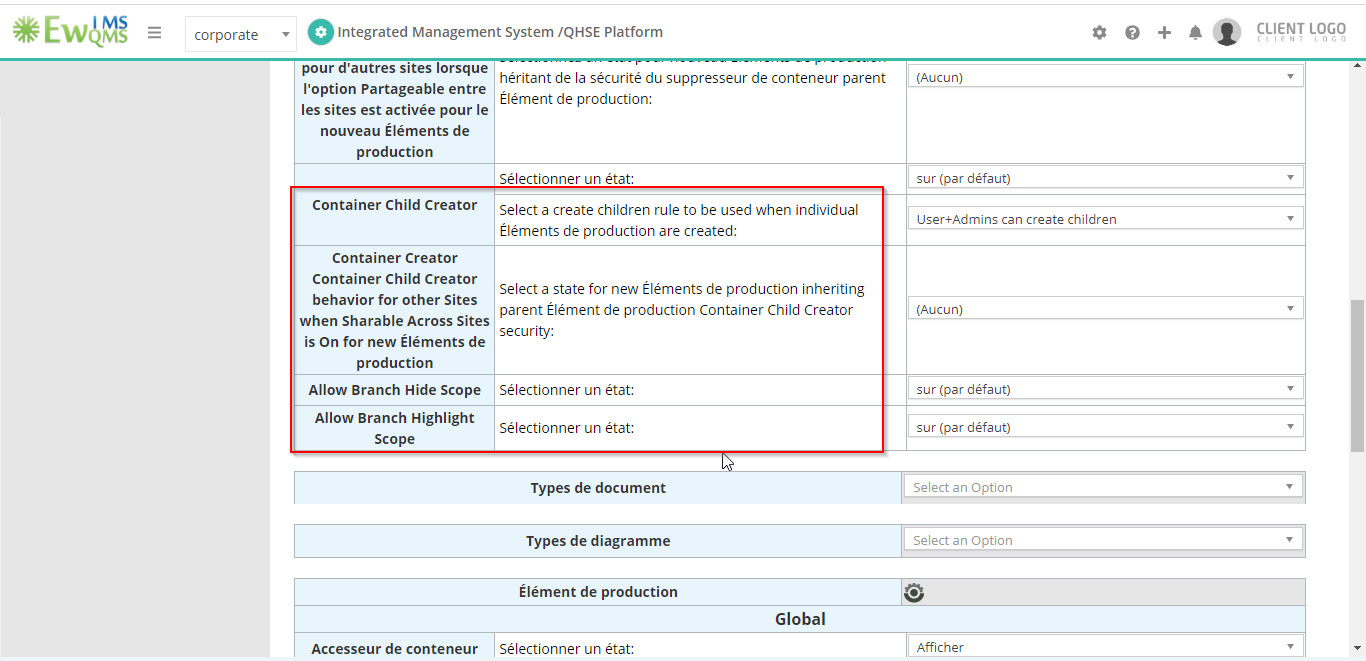 EwQMS IMS
corporate
Integrated Management System /QHSE Platform
CLIENT LOGO
CLIENT LOGO
pour d'autres sites lorsque
l'option Partageable entre
les sites est activée pour le
nouveau Éléments de
production
héritant de la sécurité du suppresseur de conteneur parent
Élément de production:
(Aucun)
Sélectionner un état:
sur (par défaut)
Container Child Creator
Select a create children rule to be used when individual
Éléments de production are created:
User+Admins can create children
Container Creator
Container Child Creator
behavior for other Sites
when Sharable Across Sites
is On for new Éléments de
production
Select a state for new Éléments de production inheriting
parent Élément de production Container Child Creator
security:
(Aucun)
Allow Branch Hide Scope
Sélectionner un état:
sur (par défaut)
Allow Branch Highlight
Scope
Sélectionner un état:
sur (par défaut)
Types de document
Select an Option
Types de diagramme
Select an Option
Élément de production
Global
Accesseur de conteneur
Sélectionner un état:
Afficher